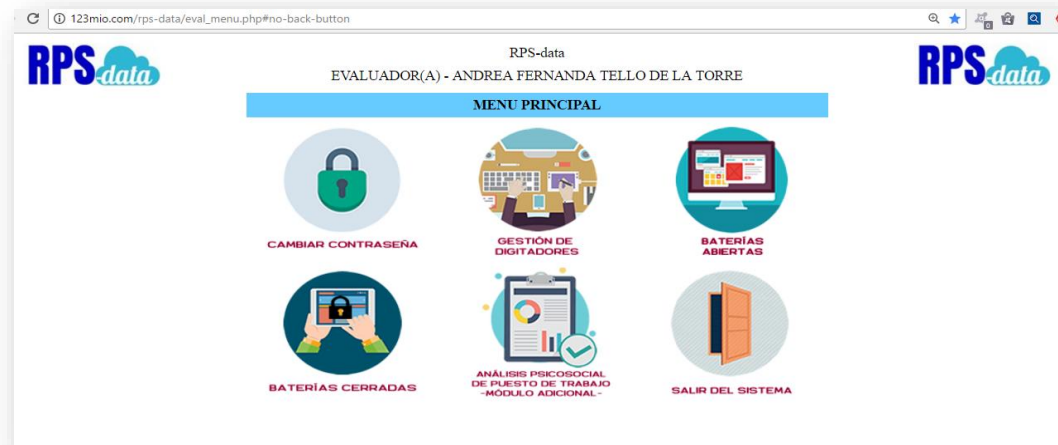 123mio.com/rps-data/eval_menu.php#no-back-button
0
RPS data
RPS-data
RPS data
EVALUADOR(A) - ANDREA FERNANDA TELLO DE LA TORRE
MENU PRINCIPAL
CAMBIAR CONTRASEÑA
GESTIÓN DE
DIGITADORES
BATERÍAS
ABIERTAS
BATERÍAS CERRADAS
ANÁLISIS PSICOSOCIAL
DE PUESTO DE TRABAJO
-MÓDULO ADICIONAL-
SALIR DEL SISTEMA